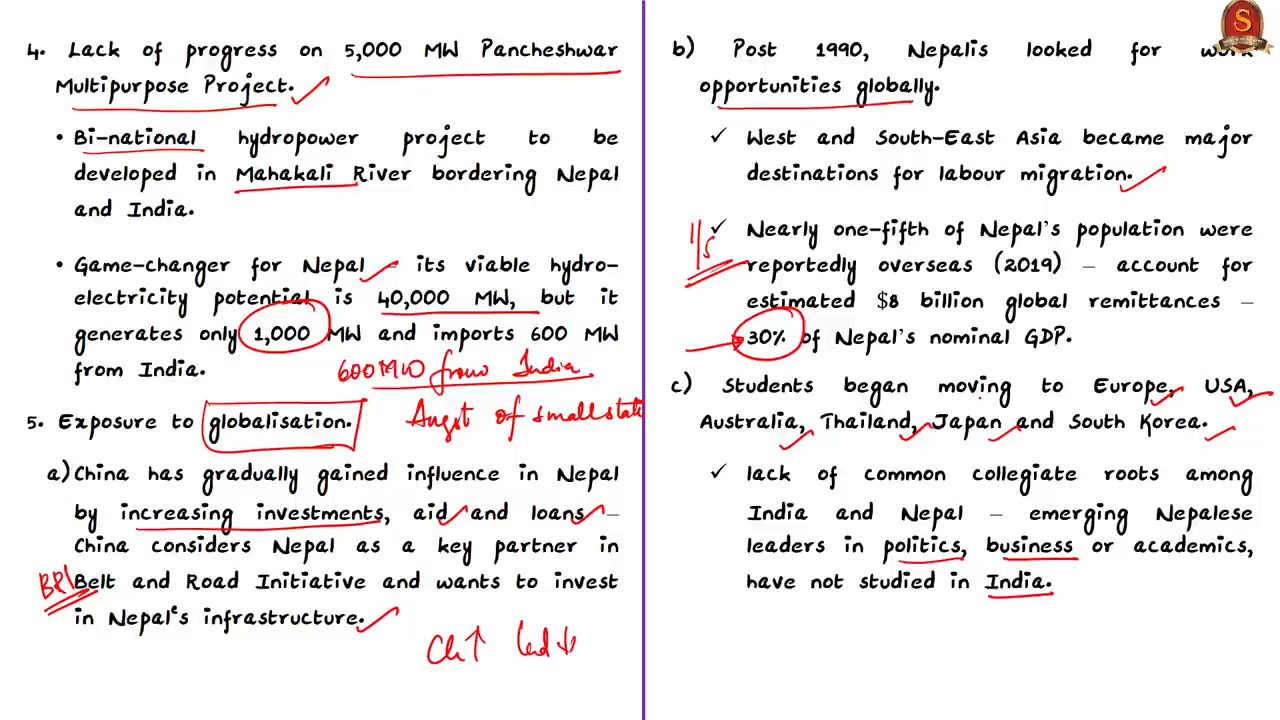 4. Lack of progress on 5,000 MW Pancheshwar
Multipurpose Project.
• Bi-national hydropower project to be
developed in Mahakali River bordering Nepal
and India.
• Game-changer for Nepal – its viable hydro-
electricity potential is 40,000 MW, but it
generates only 1,000 MW and imports 600 MW
from India.
600MW from India
5. Exposure to globalisation.
Angst of small state
a) China has gradually gained influence in Nepal
by increasing investments, aid and loans –
China considers Nepal as a key partner in
BRI
Belt and Road Initiative and wants to invest
in Nepal's infrastructure.
Ch↑ Ind↓
S
b) Post 1990, Nepalis looked for work
opportunities globally.
✓ West and South-East Asia became major
destinations for labour migration.
1/5
✓ Nearly one-fifth of Nepal's population were
reportedly overseas (2019) – account for
estimated $8 billion global remittances –
30% of Nepal's nominal GDP.
c) Students began moving to Europe, USA,
Australia, Thailand, Japan and South Korea.
✓ lack of common collegiate roots among
India and Nepal – emerging Nepalese
leaders in politics, business or academics,
have not studied in India.